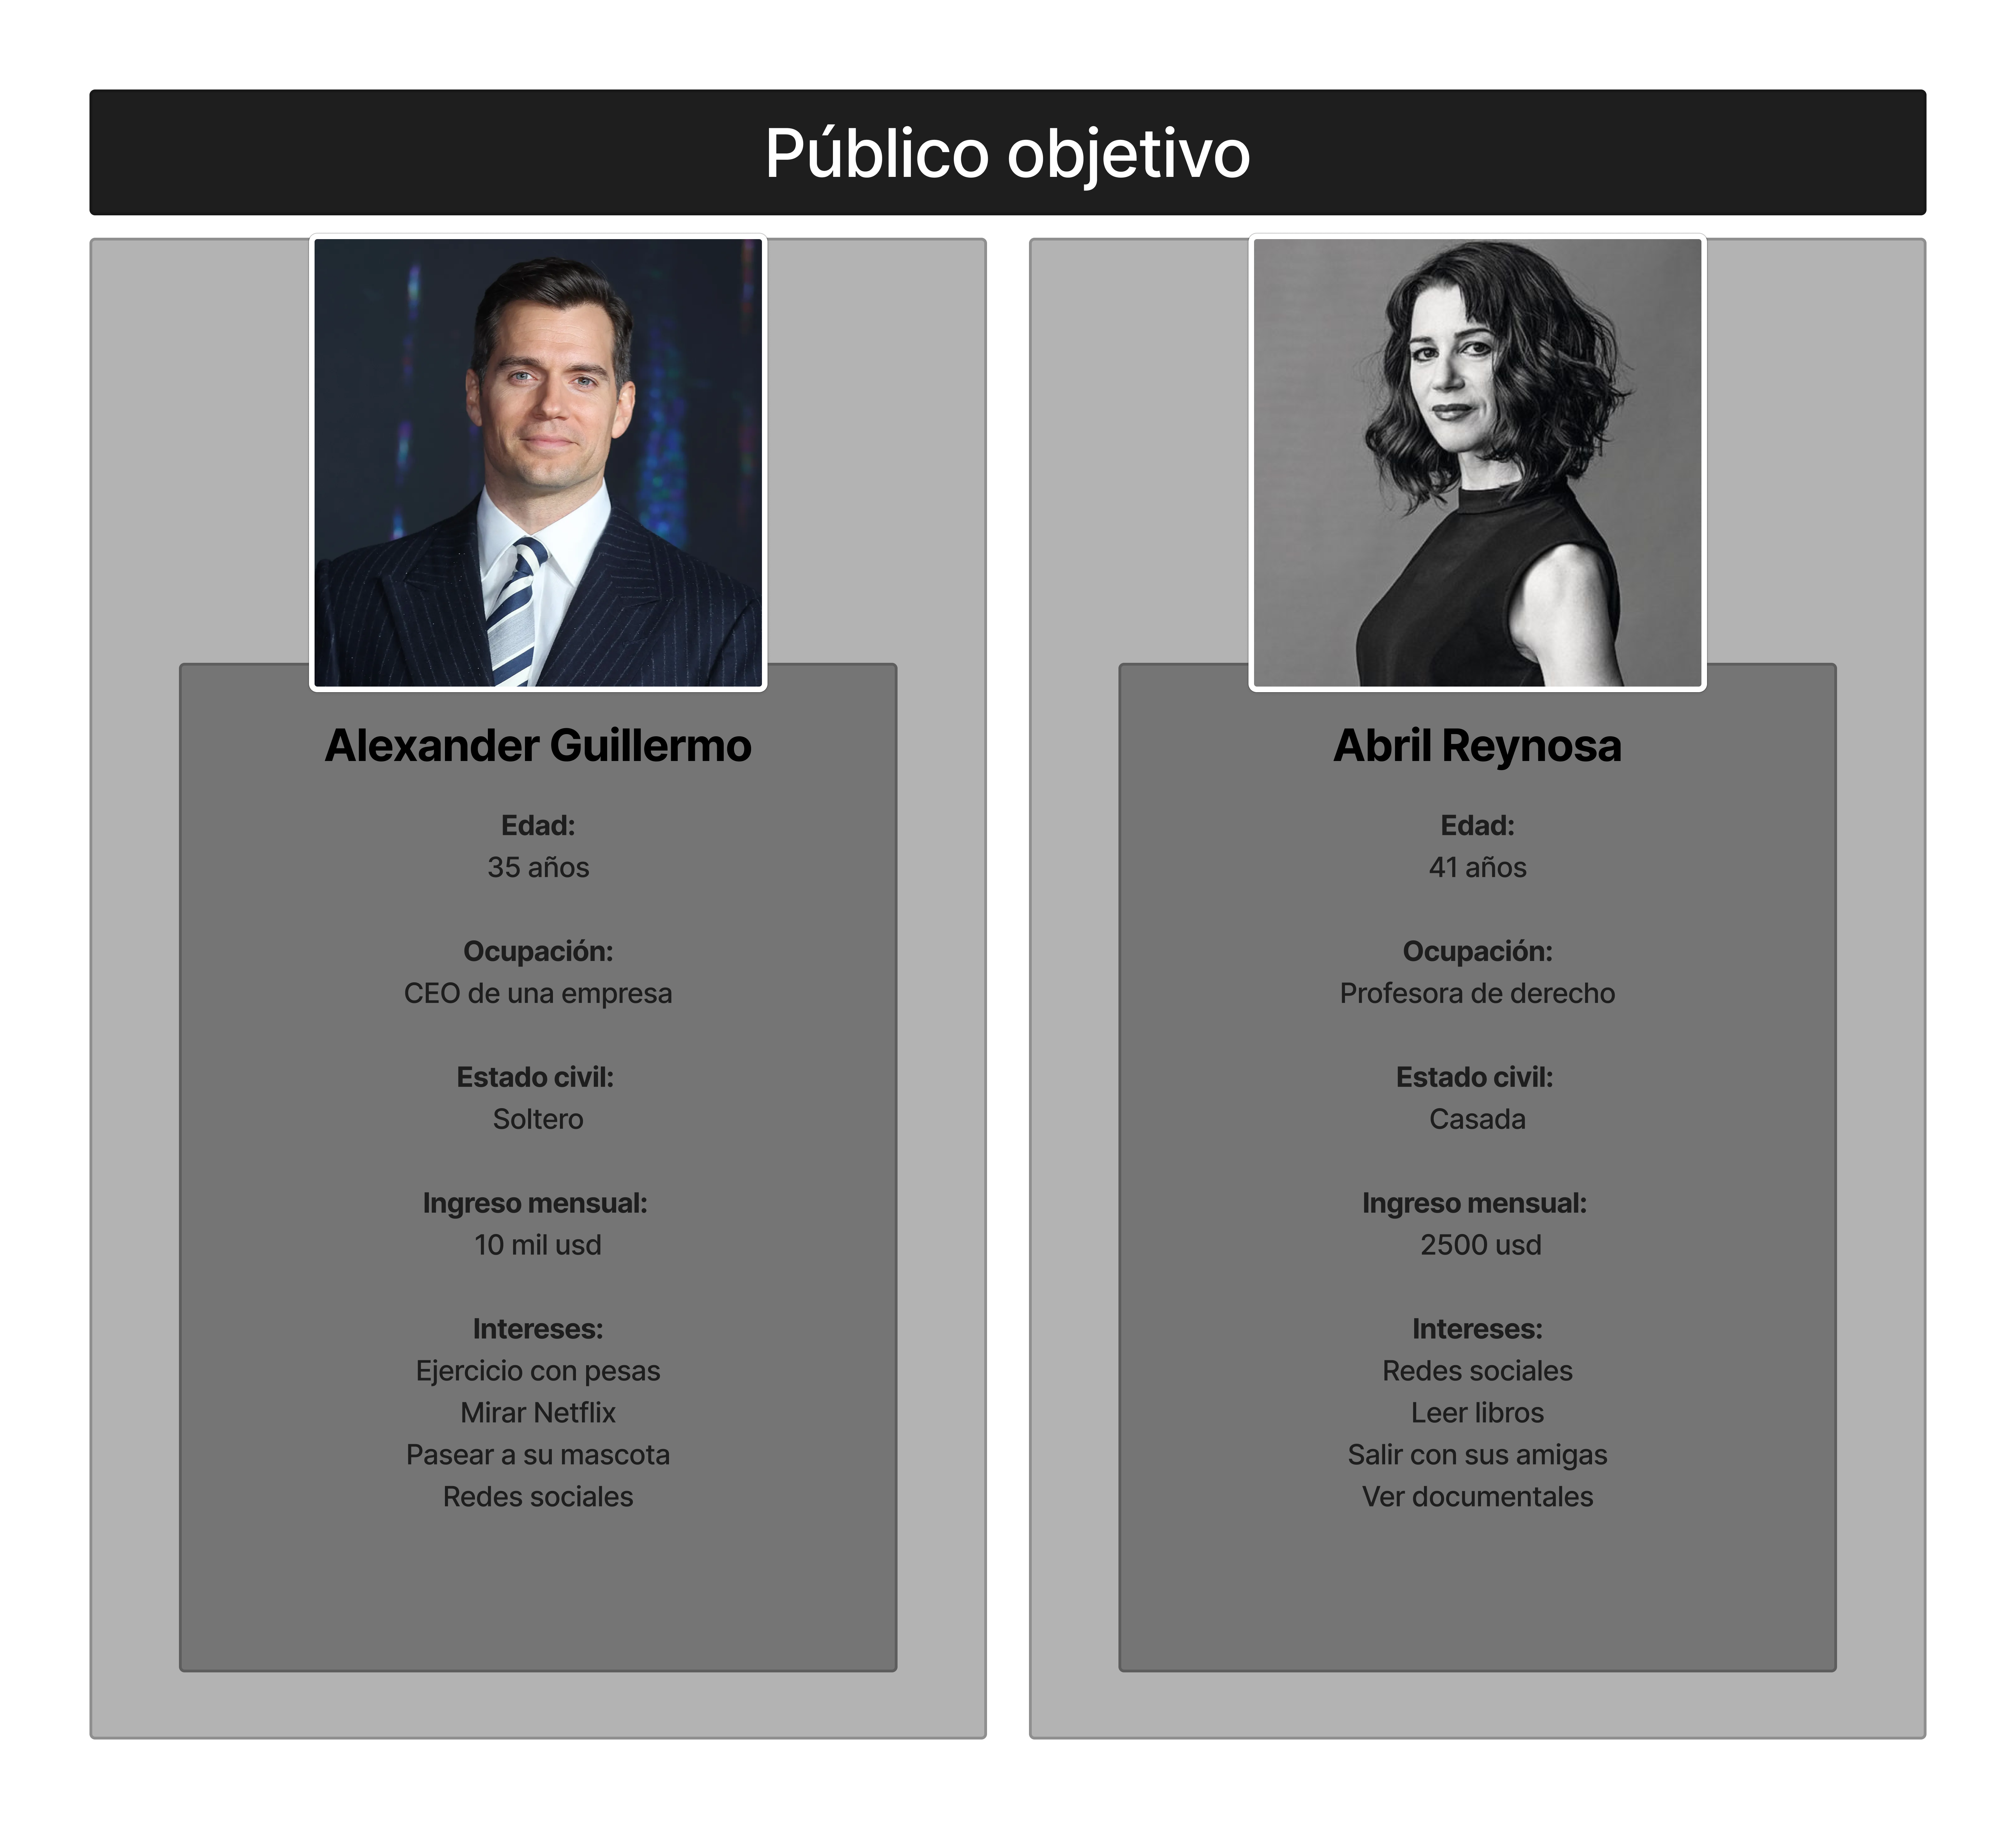 Público objetivo
Alexander Guillermo
Edad:
35 años
Ocupación:
CEO de una empresa
Estado civil:
Soltero
Ingreso mensual:
10 mil usd
Intereses:
Ejercicio con pesas
Mirar Netflix
Pasear a su mascota
Redes sociales
Abril Reynosa
Edad:
41 años
Ocupación:
Profesora de derecho
Estado civil:
Casada
Ingreso mensual:
2500 usd
Intereses:
Redes sociales
Leer libros
Salir con sus amigas
Ver documentales